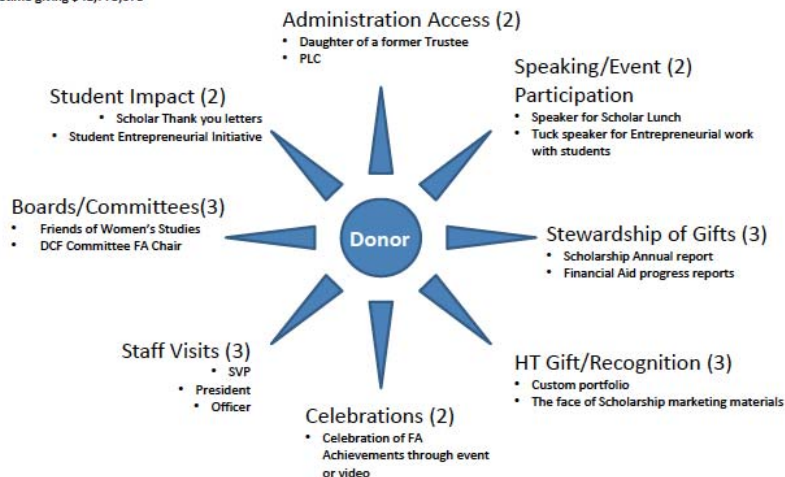 Administration Access (2)
• Daughter of a former Trustee
• PLC
Speaking/Event (2)
Participation
• Speaker for Scholar Lunch
• Tuck speaker for Entrepreneurial work
with students
Student Impact (2)
• Scholar Thank you letters
• Student Entrepreneurial Initiative
Boards/Committees(3)
• Friends of Women's Studies
• DCF Committee FA Chair
Donor
Stewardship of Gifts (3)
• Scholarship Annual report
• Financial Aid progress reports
Staff Visits (3)
• SVP
• President
• Officer
HT Gift/Recognition (3)
• Custom portfolio
• The face of Scholarship marketing materials
Celebrations (2)
• Celebration of FA
Achievements through event
or video